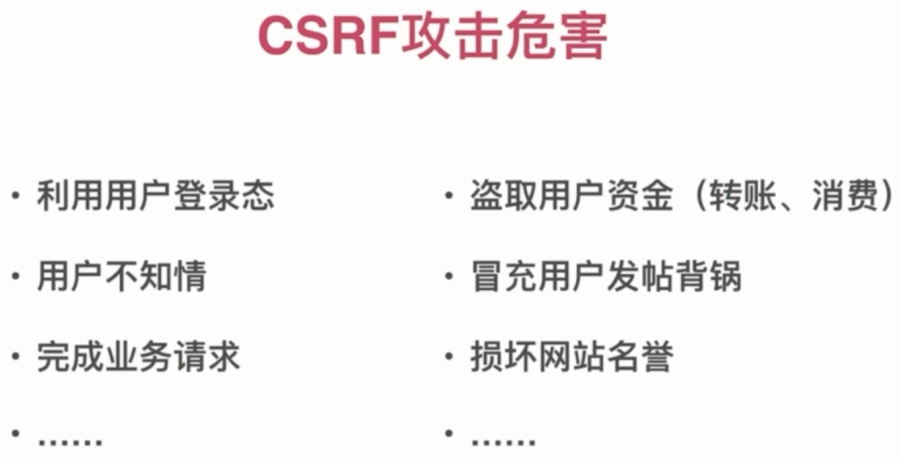 CSRF攻击危害
• 利用用户登录态
• 用户不知情
• 完成业务请求
• ......
• 盗取用户资金（转账、消费）
• 冒充用户发帖背锅
• 损坏网站名誉
• ......